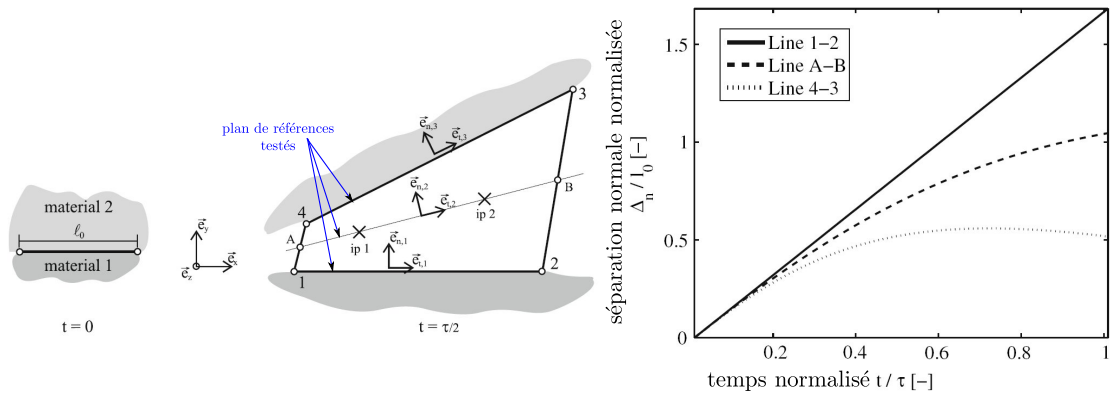 material 2
ℓ₀
material 1
t = 0
e⃗y
e⃗z
e⃗x
plan de références
testés
3
e⃗n,3
e⃗t,3
e⃗n,2
e⃗t,2
ip 2
B
4
A
ip 1
e⃗n,1
e⃗t,1
1
2
t = τ/2
séparation normale normalisée
Δn / l₀ [–]
1.5
1
0.5
0
Line 1–2
Line A–B
Line 4–3
0.2
0.4
0.6
0.8
1
temps normalisé t / τ [–]